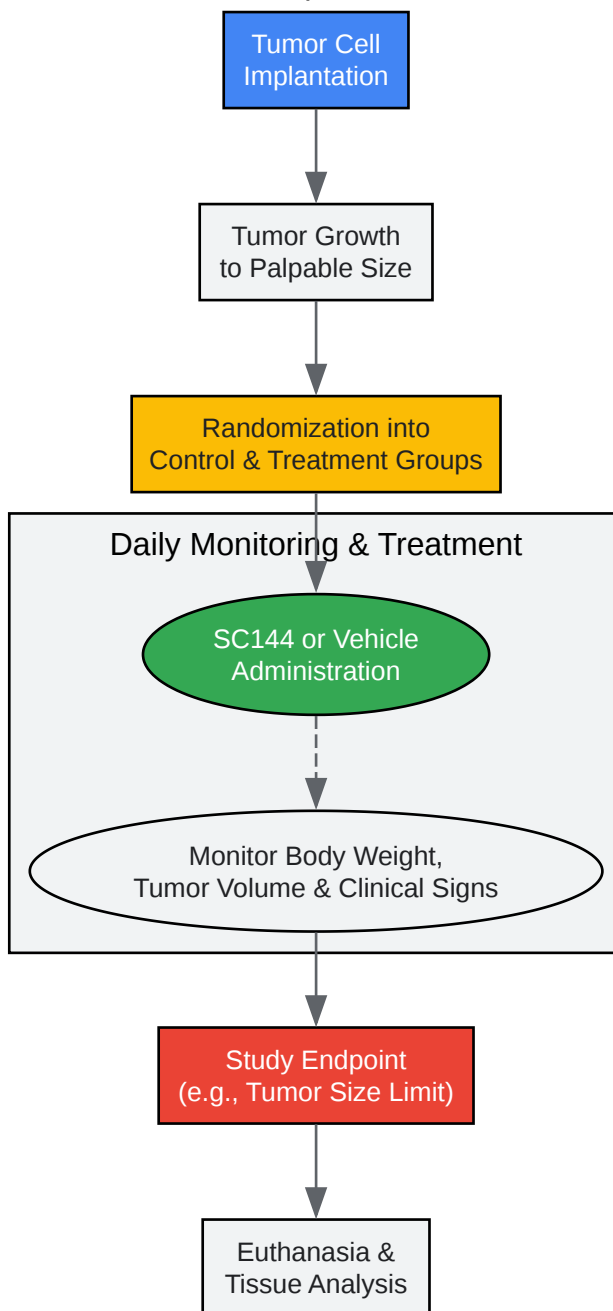 Tumor Cell
Implantation
Tumor Growth
to Palpable Size
Randomization into
Control & Treatment Groups
Daily Monitoring & Treatment
SC144 or Vehicle
Administration
Monitor Body Weight,
Tumor Volume & Clinical Signs
Study Endpoint
(e.g., Tumor Size Limit)
Euthanasia &
Tissue Analysis